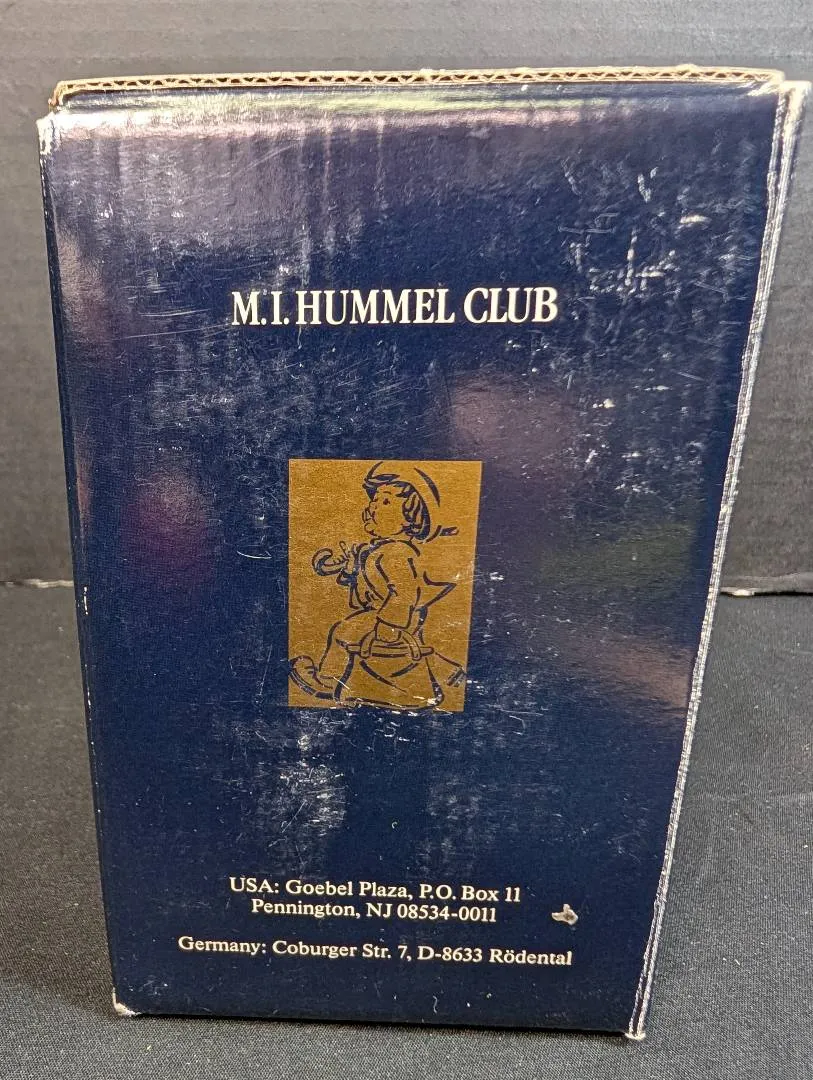 M.I. HUMMEL CLUB
USA: Goebel Plaza, P.O. Box 11
Pennington, NJ 08534-0011
Germany: Coburger Str. 7, D-8633 Rödental